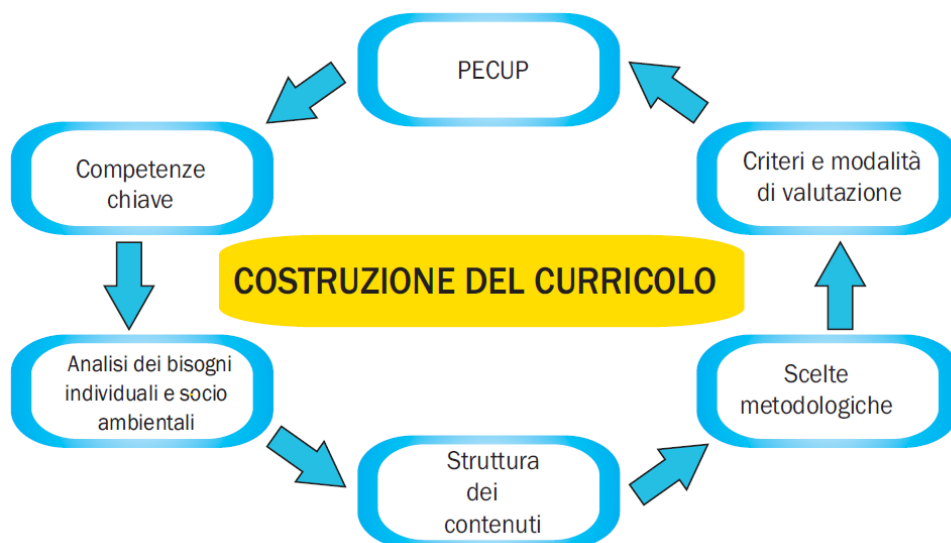 PECUP
Competenze
chiave
Criteri e modalità
di valutazione
COSTRUZIONE DEL CURRICOLO
Analisi dei bisogni
individuali e socio
ambientali
Scelte
metodologiche
Struttura
dei
contenuti